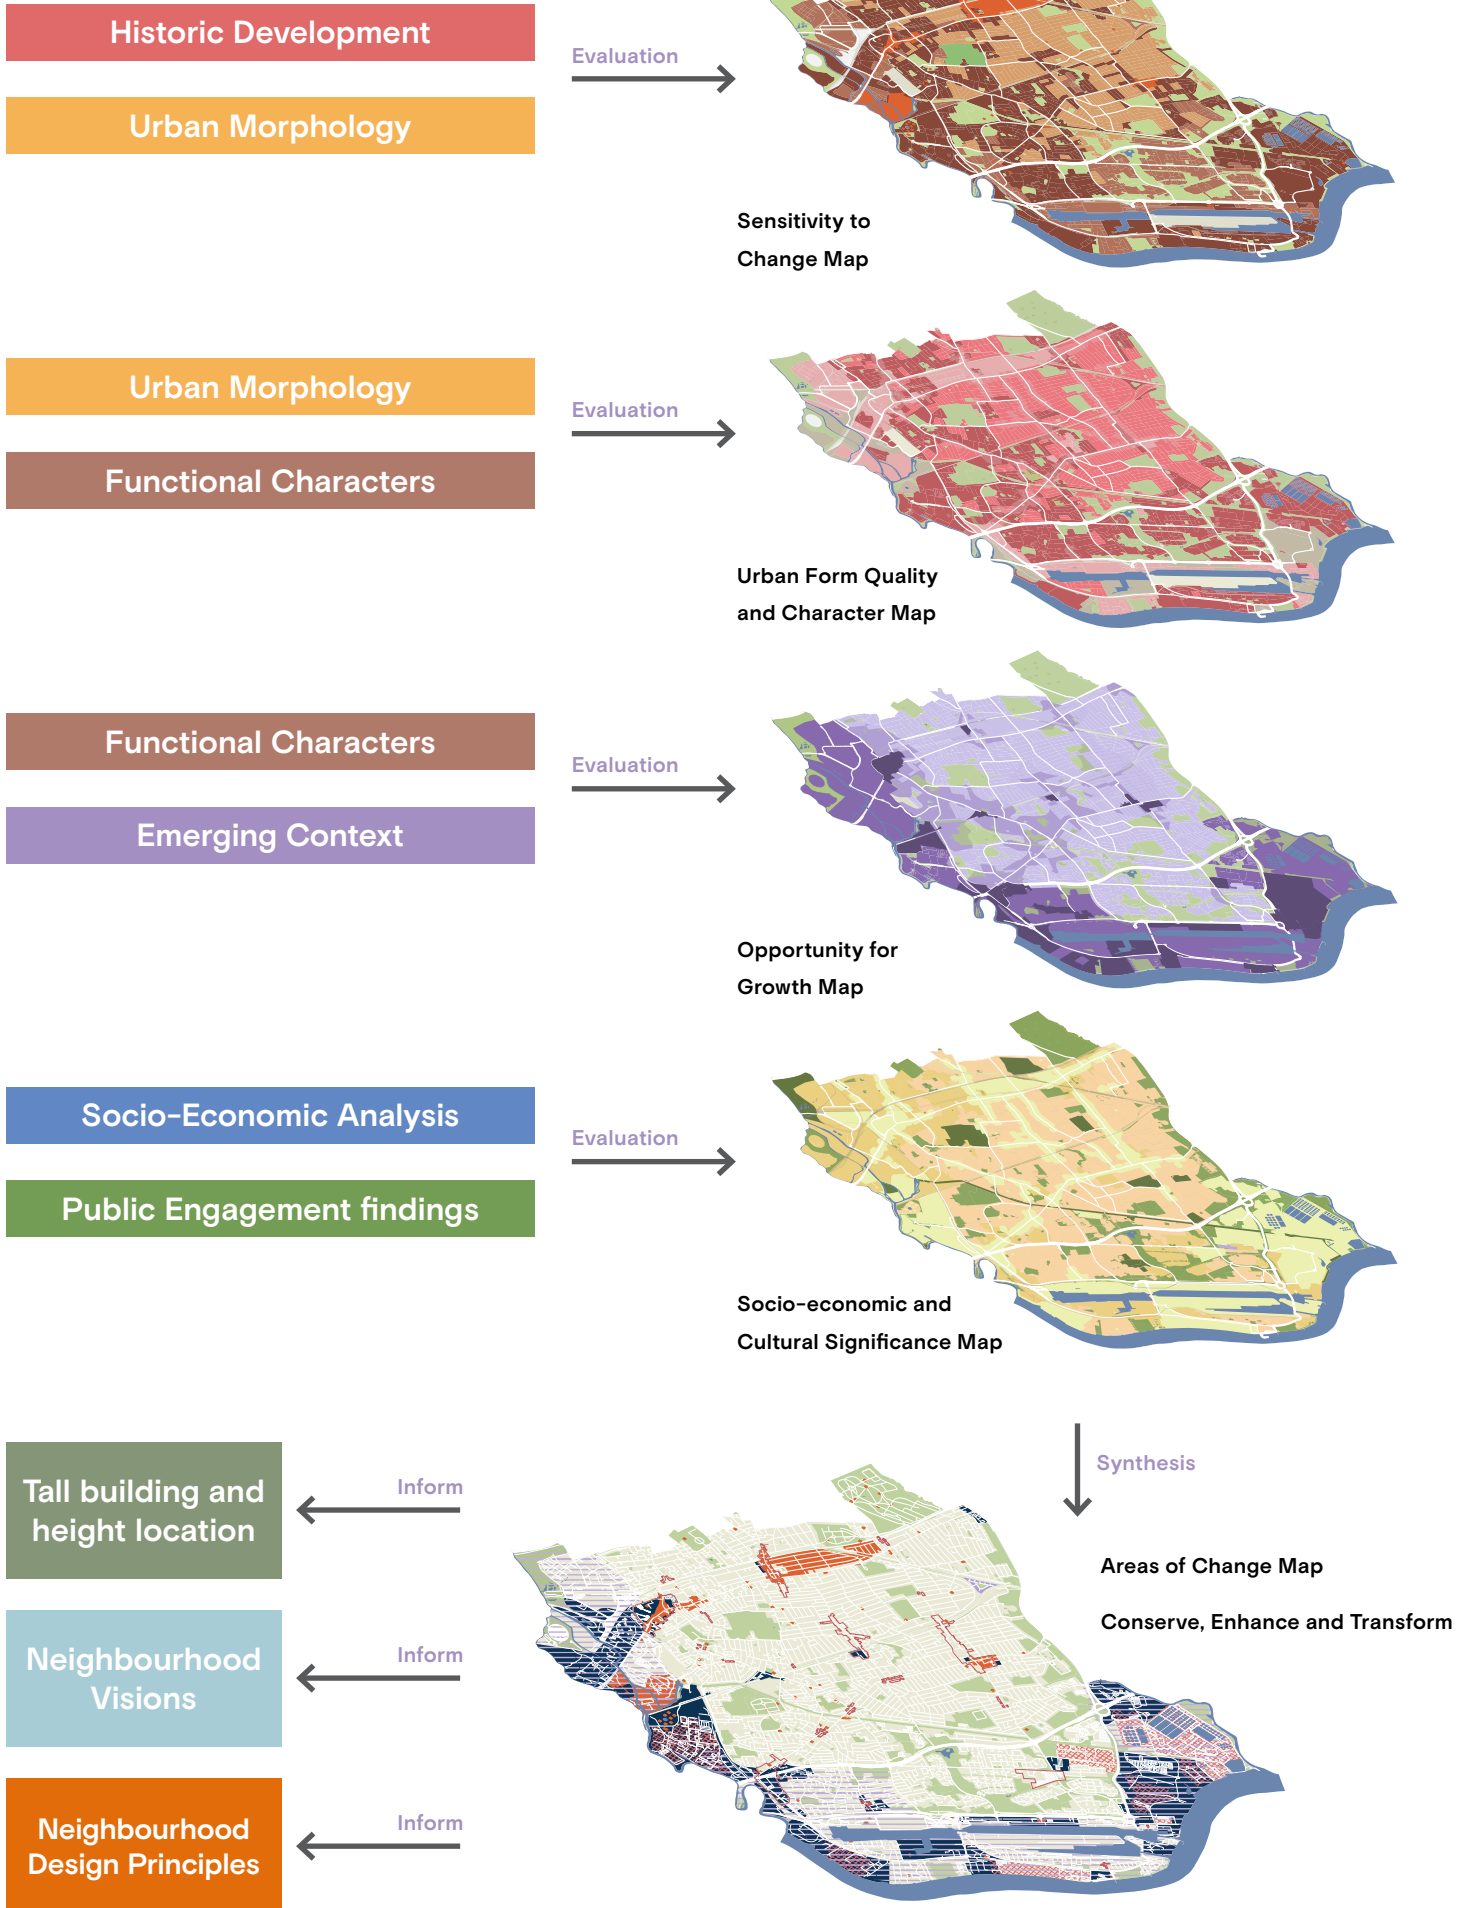 Historic Development
Evaluation
Urban Morphology
Sensitivity to
Change Map
Urban Morphology
Evaluation
Functional Characters
Urban Form Quality
and Character Map
Functional Characters
Evaluation
Emerging Context
Opportunity for
Growth Map
Socio-Economic Analysis
Evaluation
Public Engagement findings
Socio-economic and
Cultural Significance Map
Synthesis
Areas of Change Map
Conserve, Enhance and Transform
Tall building and
height location
Inform
Neighbourhood
Visions
Inform
Neighbourhood
Design Principles
Inform